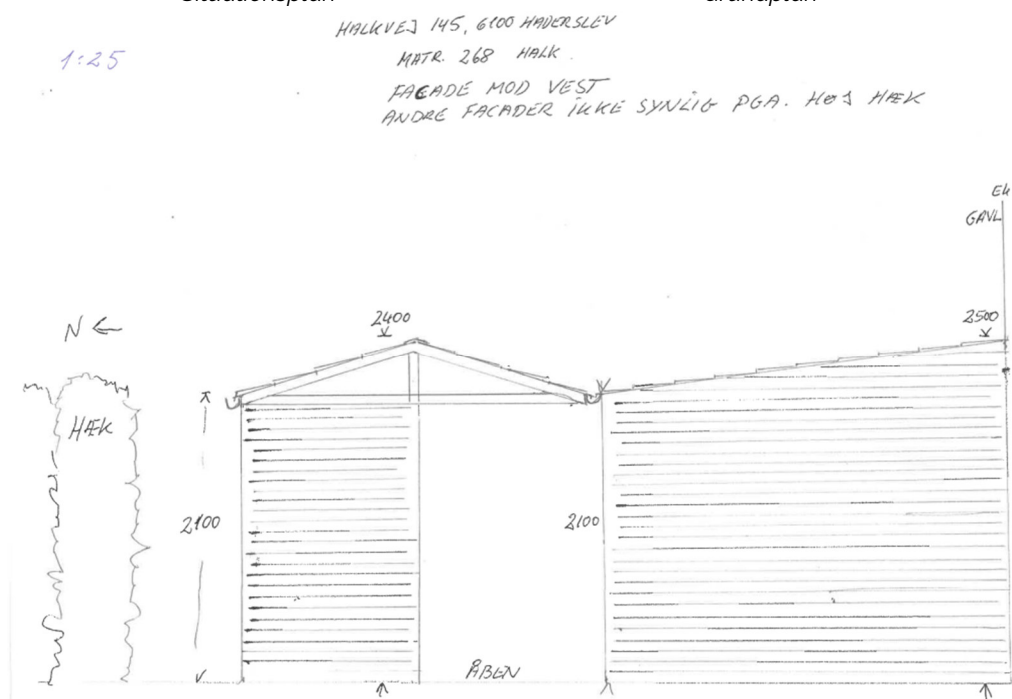 Situationsplan
Grundplan
HALKVEJ 145, 6100 HADERSLEV
1:25
MATR. 268 HALK.
FACADE MOD VEST
ANDRE FACADER IKKE SYNLIG PGA. HØJ HÆK
GAVL
N
2400
2500
HÆK
2100
2100
ÅBEN